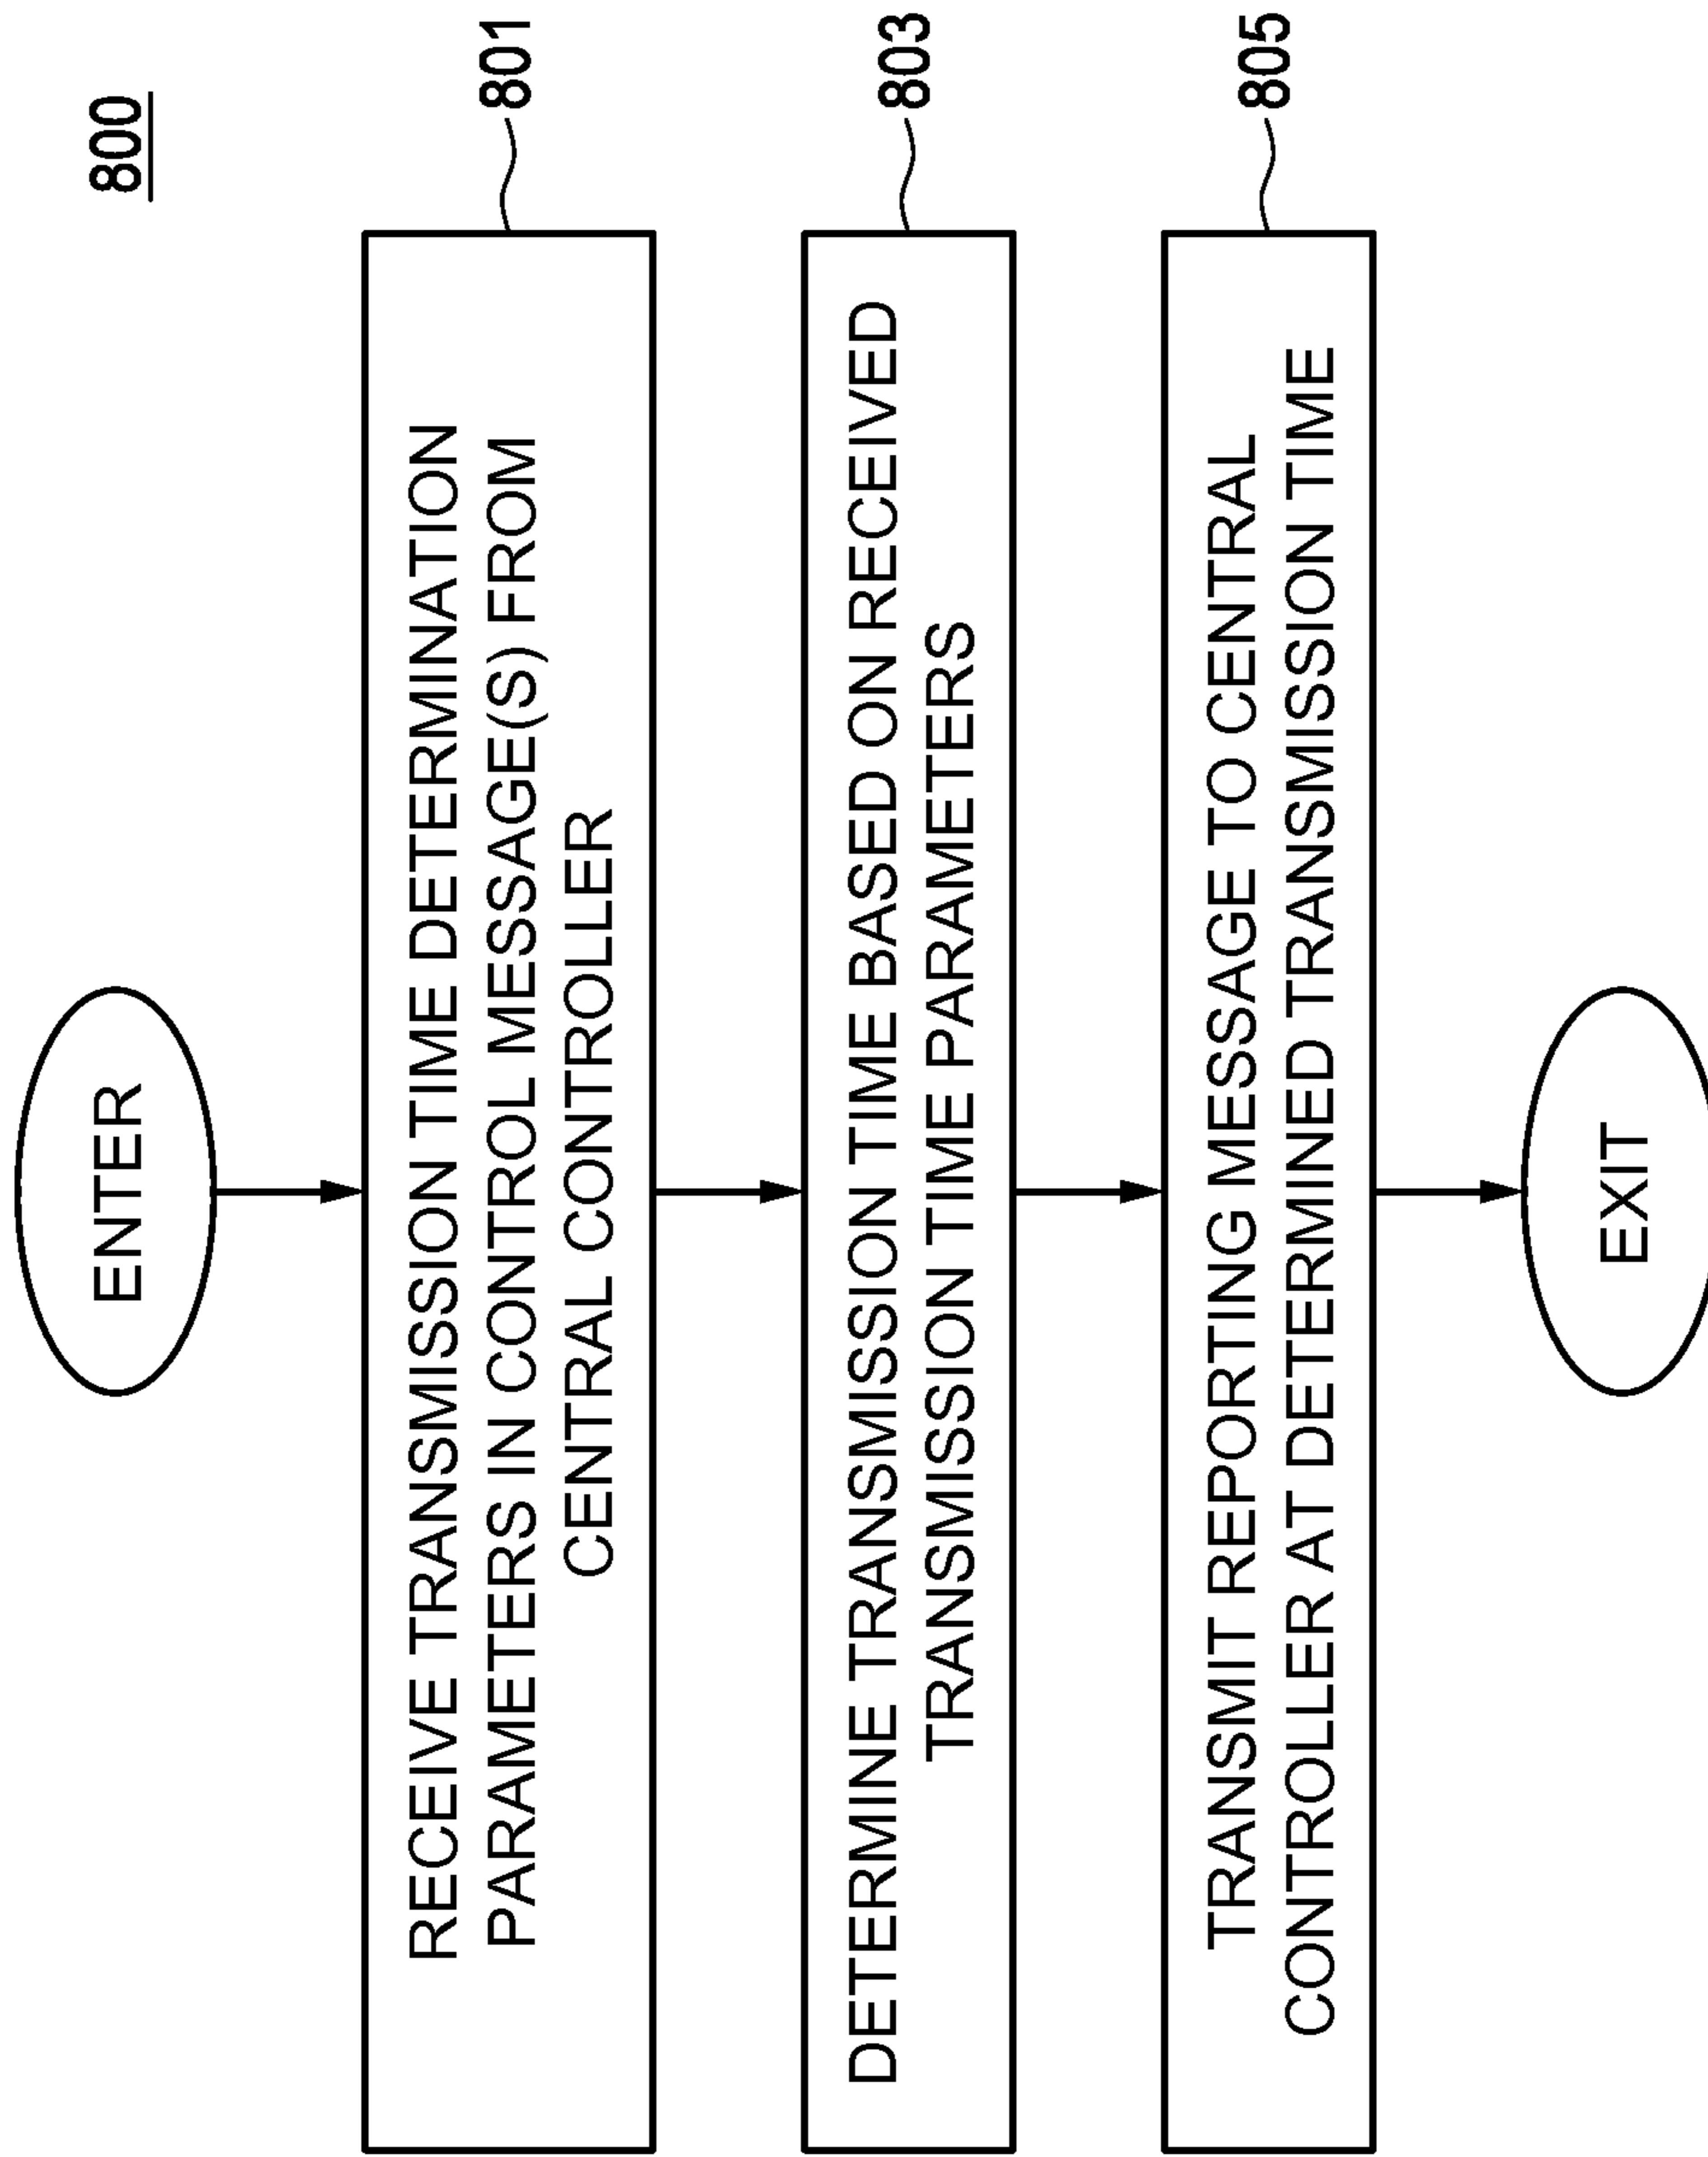 800
ENTER
RECEIVE TRANSMISSION TIME DETERMINATION
PARAMETERS IN CONTROL MESSAGE(S) FROM
CENTRAL CONTROLLER
801
DETERMINE TRANSMISSION TIME BASED ON RECEIVED
TRANSMISSION TIME PARAMETERS
803
TRANSMIT REPORTING MESSAGE TO CENTRAL
CONTROLLER AT DETERMINED TRANSMISSION TIME
805
EXIT